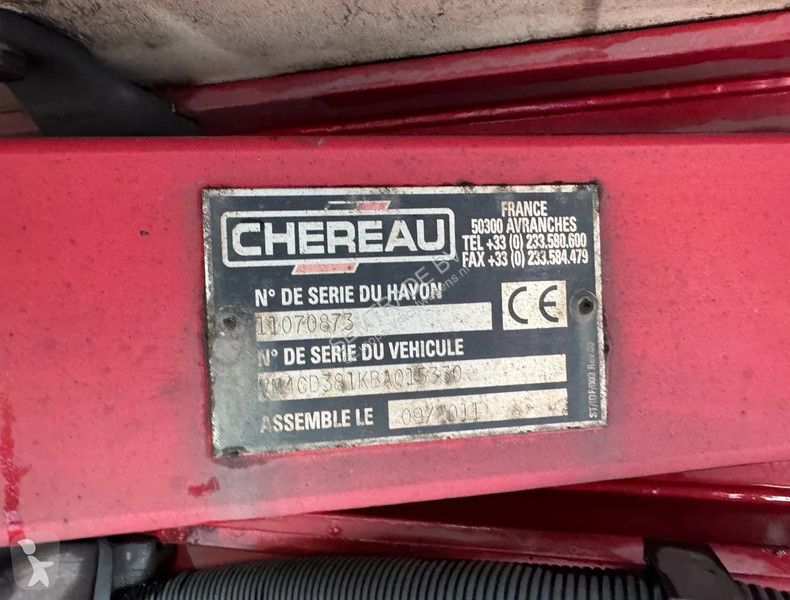 CHEREAU
FRANCE
50300 AVRANCHES
TEL +33 (0) 233.580.600
FAX +33 (0) 233.584.479
N° DE SERIE DU HAYON
11070873
CE
N° DE SERIE DU VEHICULE
ASSEMBLE LE
09/2011